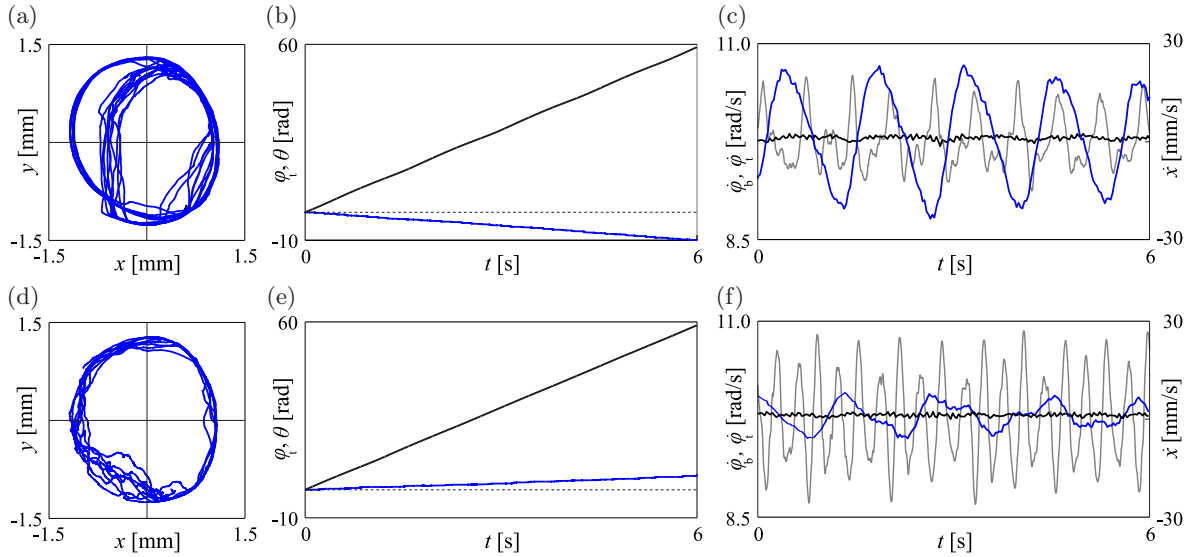 (a) (b) (c)
1.5 60 11.0 30
y [mm] φt, θ [rad] φ̇b, φ̇t [rad/s] ẋ [mm/s]
-1.5 -10 8.5 -30
-1.5 x [mm] 1.5 0 t [s] 6 0 t [s] 6
(d) (e) (f)
1.5 60 11.0 30
y [mm] φt, θ [rad] φ̇b, φ̇t [rad/s] ẋ [mm/s]
-1.5 -10 8.5 -30
-1.5 x [mm] 1.5 0 t [s] 6 0 t [s] 6